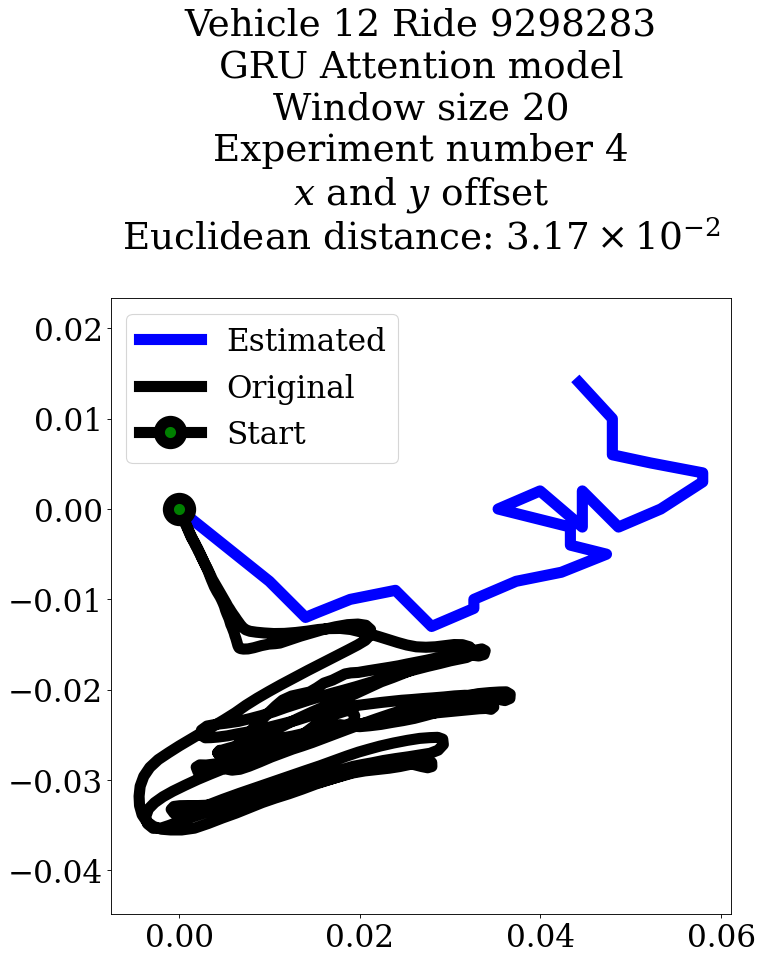 Vehicle 12 Ride 9298283
GRU Attention model
Window size 20
Experiment number 4
x and y offset
Euclidean distance: 3.17 × 10⁻²
Estimated
Original
Start
0.02
0.01
0.00
−0.01
−0.02
−0.03
−0.04
0.00 0.02 0.04 0.06